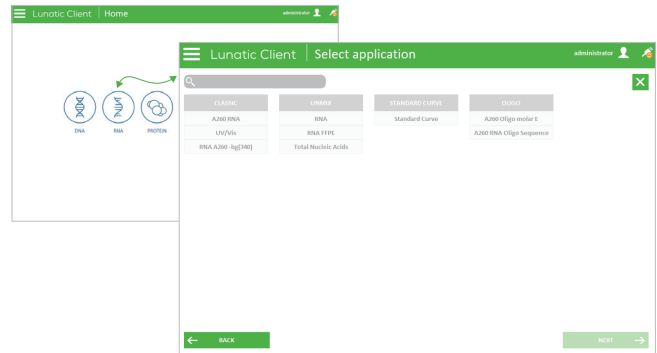 Lunatic Client | Home
administrator
DNA
RNA
PROTEIN
Lunatic Client | Select application
administrator
CLASSIC
UNMIX
STANDARD CURVE
OLIGO
A260 RNA
RNA
Standard Curve
A260 Oligo molar E
UV/Vis
RNA FFPE
A260 RNA Oligo Sequence
RNA A260 -bg(340)
Total Nucleic Acids
BACK
NEXT